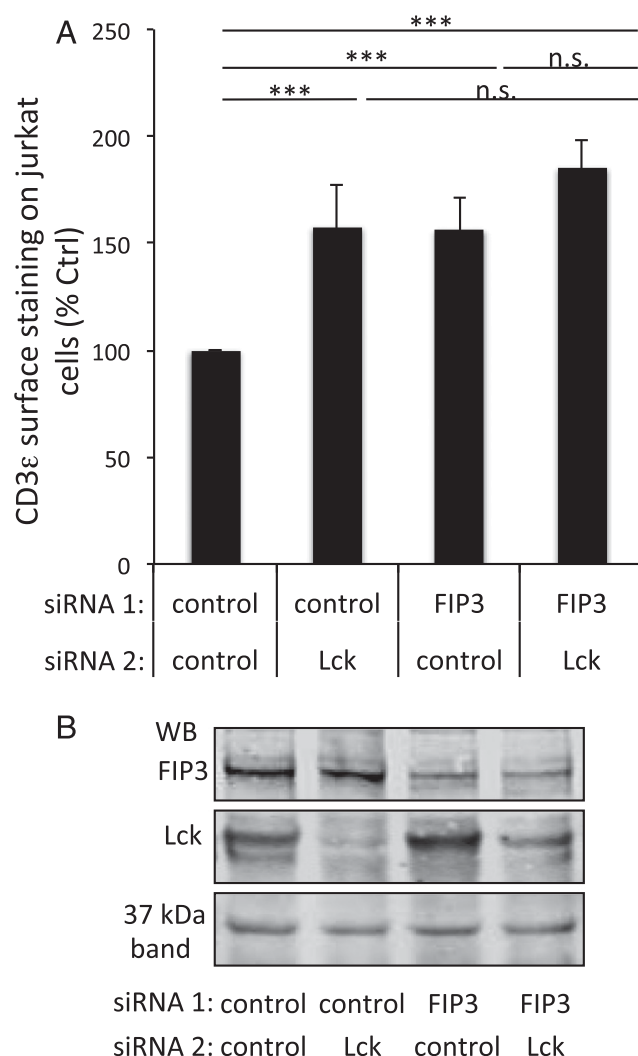 A
250
200
150
100
50
0
CD3ε surface staining on jurkat
cells (% Ctrl)
***
*** n.s.
*** n.s.
siRNA 1: control control FIP3 FIP3
siRNA 2: control Lck control Lck
B
WB
FIP3
Lck
37 kDa
band
siRNA 1: control control FIP3 FIP3
siRNA 2: control Lck control Lck